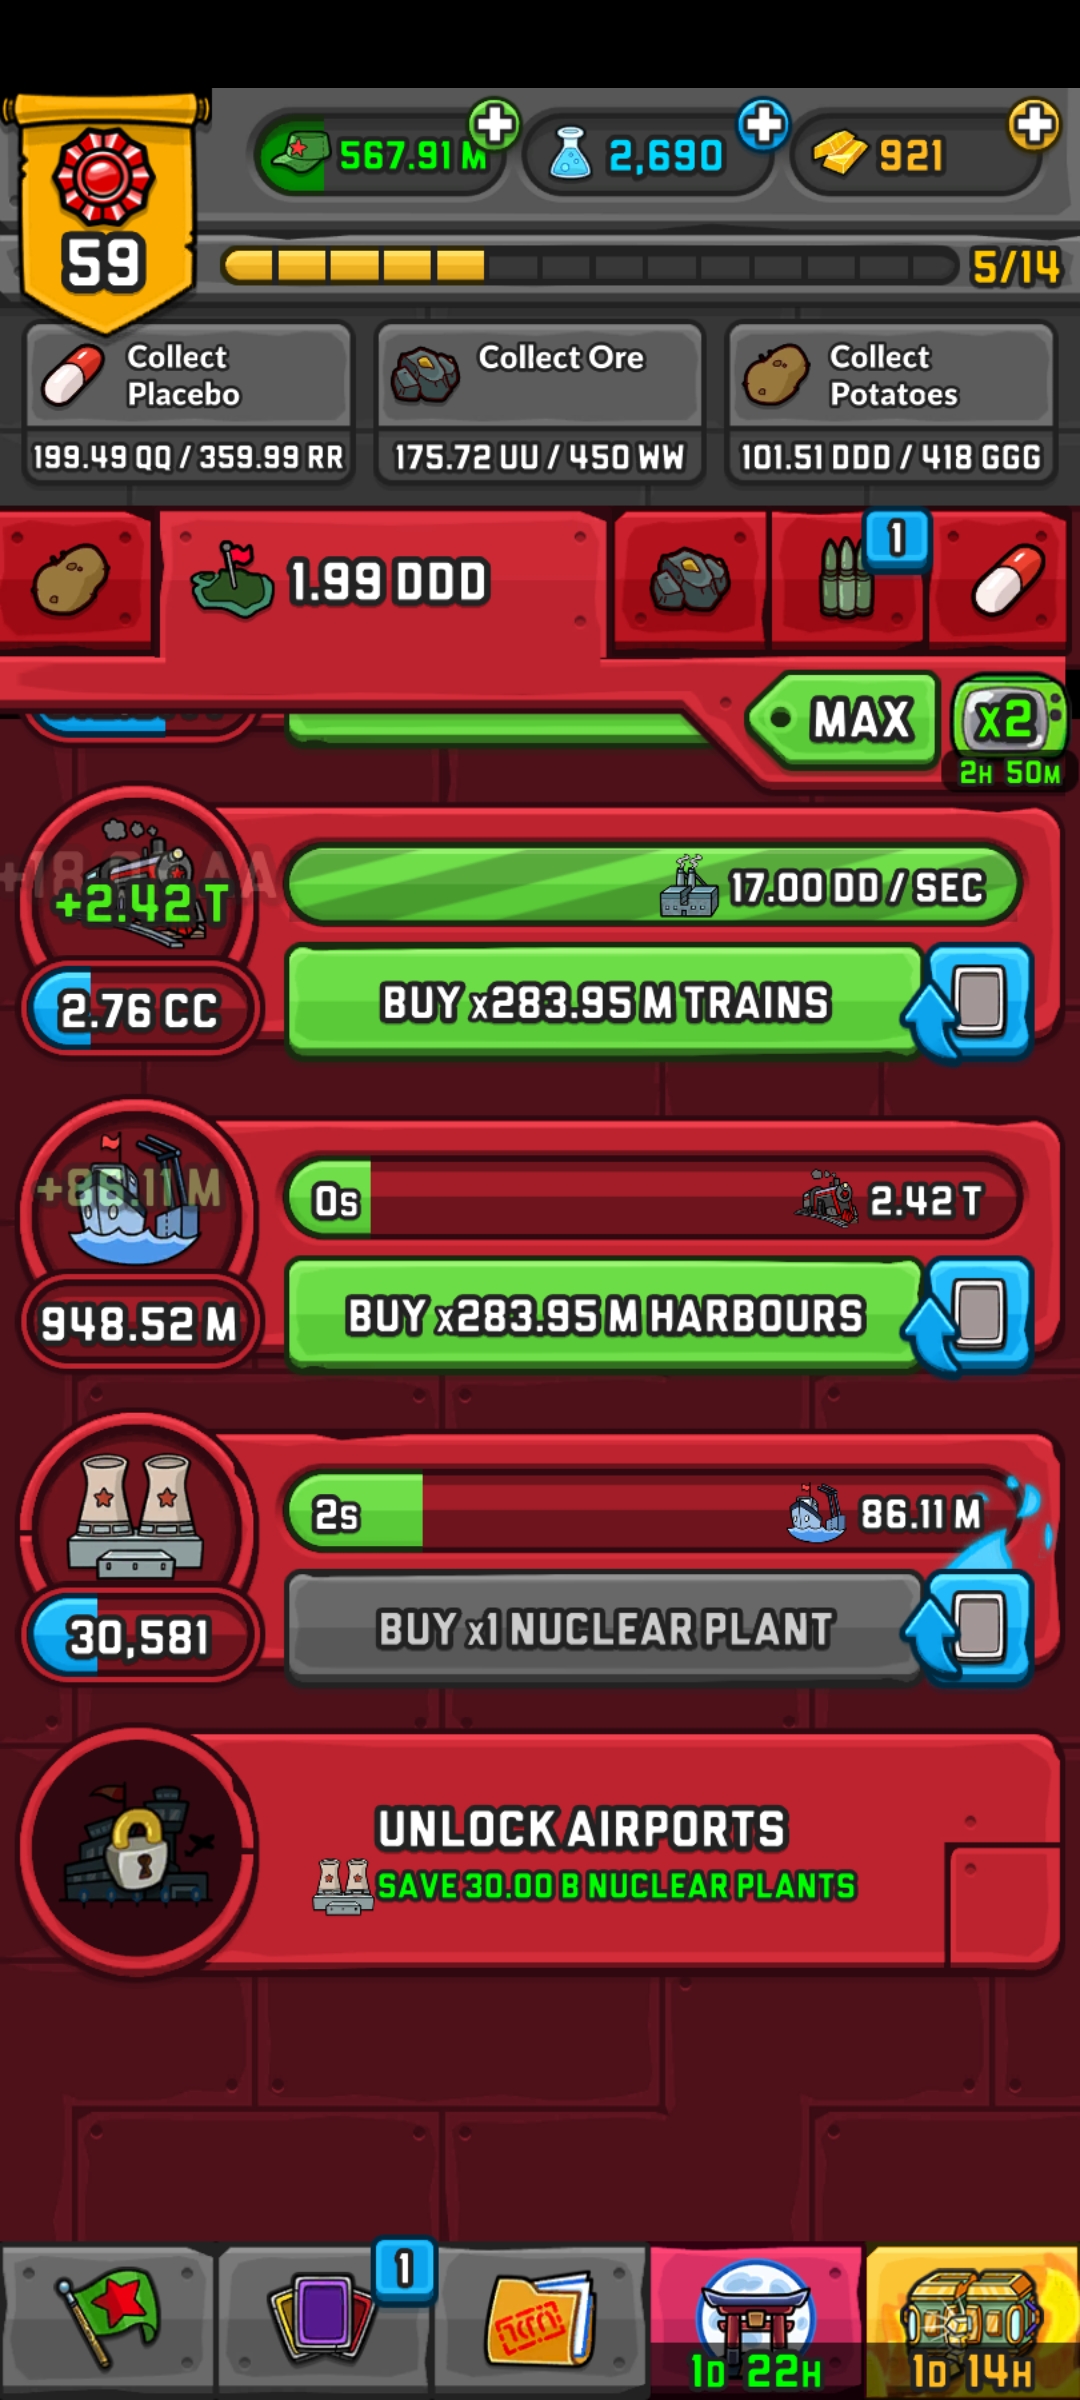 59
567.91 M
2,690
921
5/14
Collect
Placebo
199.49 QQ / 359.99 RR
Collect Ore
175.72 UU / 450 WW
Collect
Potatoes
101.51 DDD / 418 GGG
1.99 DDD
1
MAX
x2
2H 50M
+2.42 T
17.00 DD / SEC
2.76 CC
BUY x283.95 M TRAINS
+86.11 M
0s
2.42 T
948.52 M
BUY x283.95 M HARBOURS
2s
86.11 M
30,581
BUY x1 NUCLEAR PLANT
UNLOCK AIRPORTS
SAVE 30.00 B NUCLEAR PLANTS
1
1D 22H
1D 14H